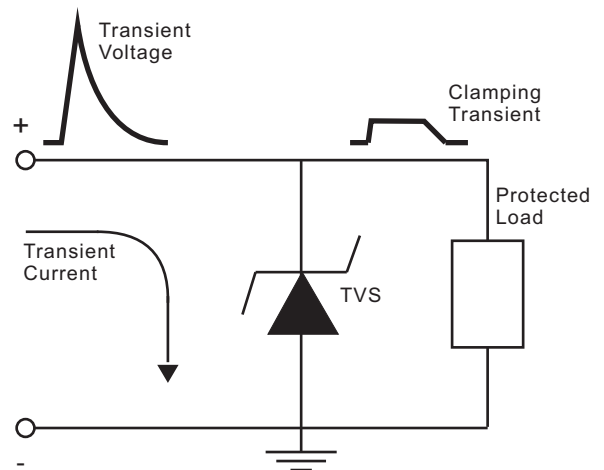 Transient
Voltage
Clamping
Transient
+
Protected
Load
Transient
Current
TVS
-